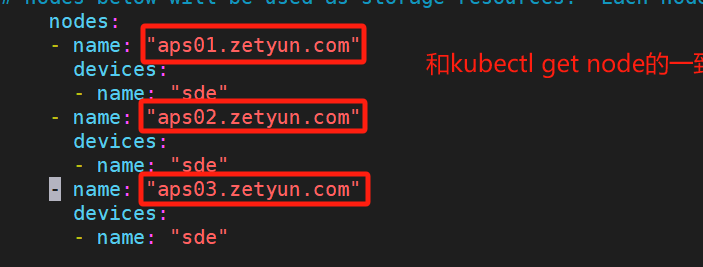 # nodes below will be used as storage resources. Each node
nodes:
- name: "aps01.zetyun.com"
和kubectl get node的一致
devices:
- name: "sde"
- name: "aps02.zetyun.com"
devices:
- name: "sde"
- name: "aps03.zetyun.com"
devices:
- name: "sde"